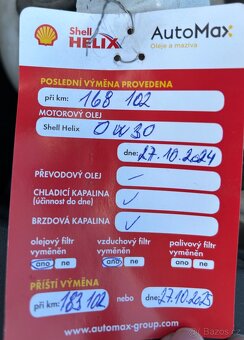 Shell
HELIX
AutoMax
Oleje a maziva
POSLEDNÍ VÝMĚNA PROVEDENA
při km: 168 102
MOTOROVÝ OLEJ
Shell Helix 0W30
dne: 27.10.2024
PŘEVODOVÝ OLEJ –
CHLADICÍ KAPALINA ✓
(účinnost do dne)
BRZDOVÁ KAPALINA ✓
olejový filtr vzduchový filtr palivový filtr
vyměněn vyměněn vyměněn
ano ne ano ne ano ne
PŘÍŠTÍ VÝMĚNA
při km: 183 102 nebo dne: 27.10.2025
www.automax-group.com